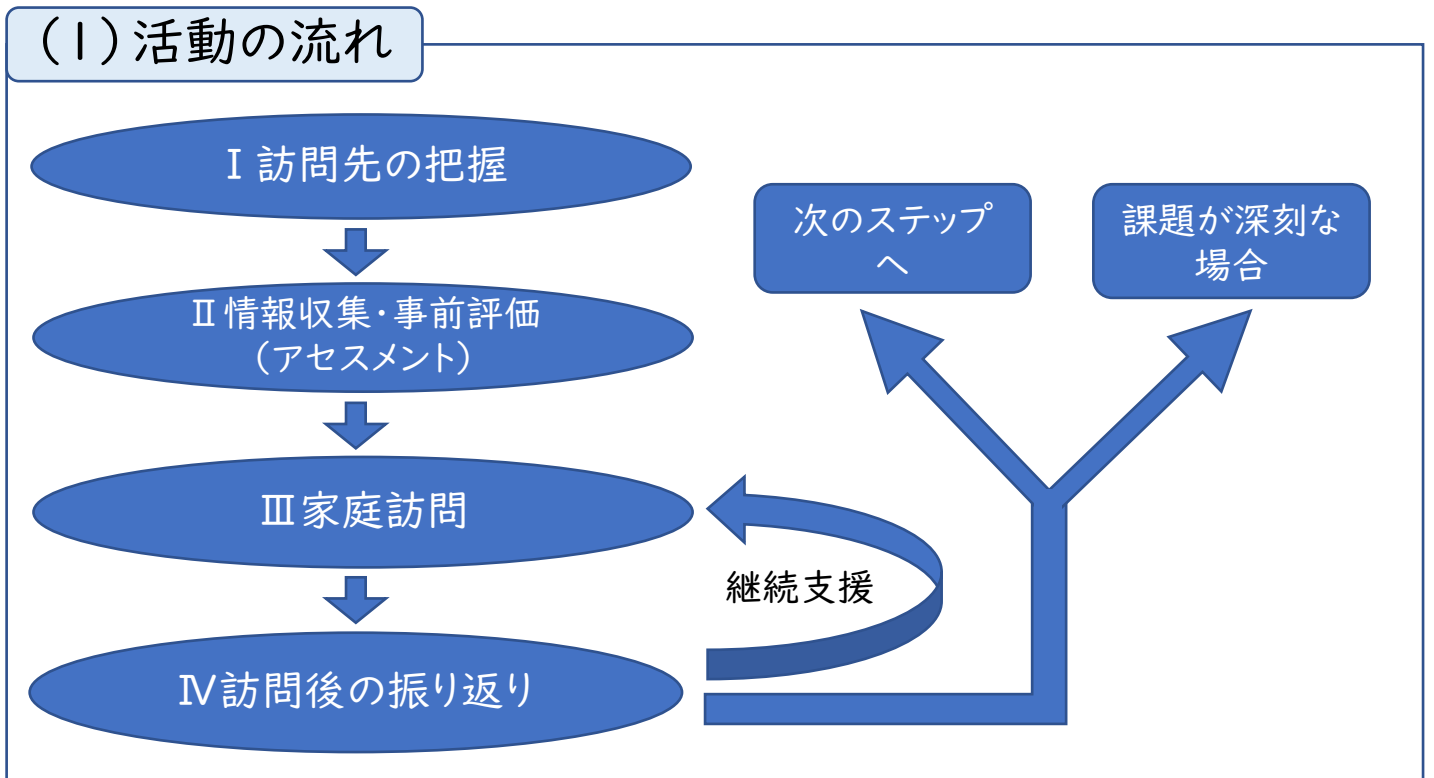 (1)活動の流れ
Ⅰ 訪問先の把握
Ⅱ情報収集・事前評価
(アセスメント)
Ⅲ家庭訪問
Ⅳ訪問後の振り返り
継続支援
次のステップ
へ
課題が深刻な
場合